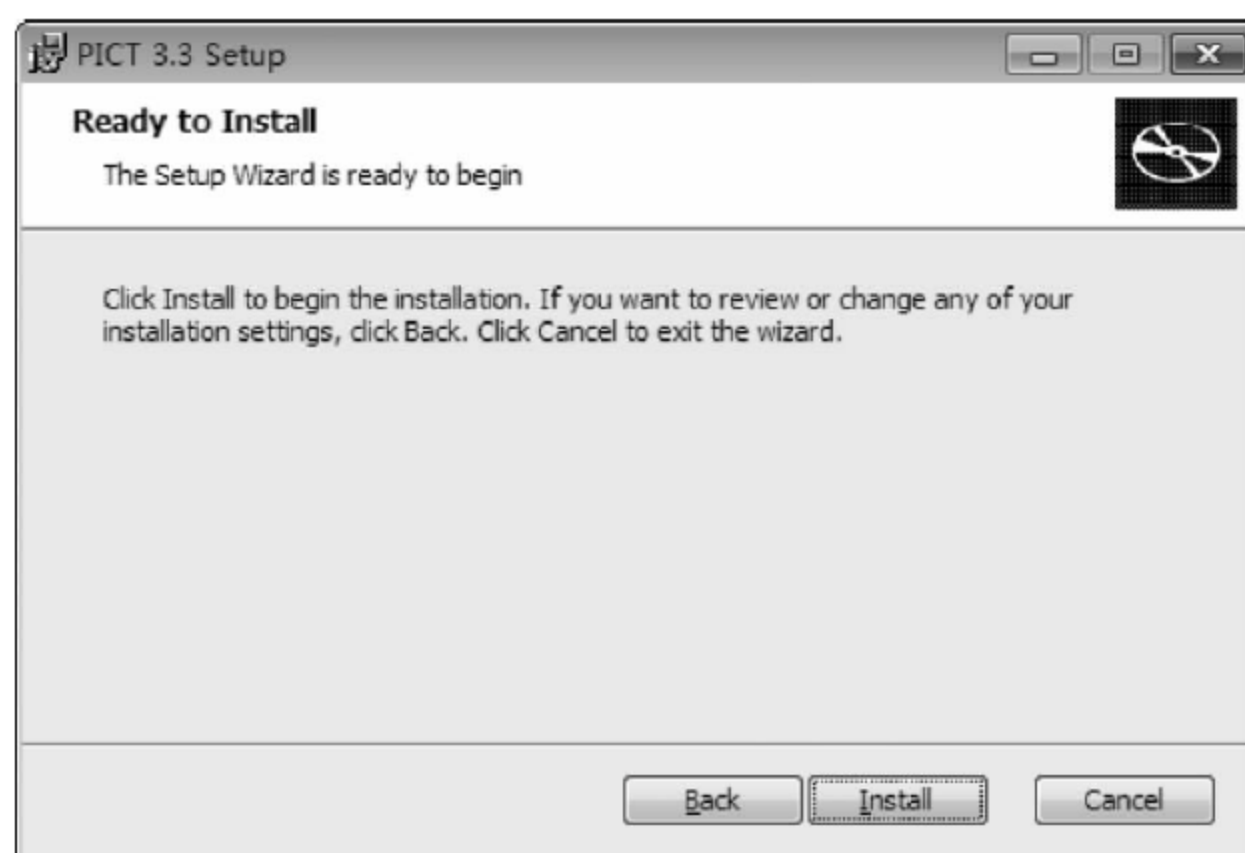 PICT 3.3 Setup
Ready to Install
The Setup Wizard is ready to begin
Click Install to begin the installation. If you want to review or change any of your
installation settings, click Back. Click Cancel to exit the wizard.
Back Install Cancel